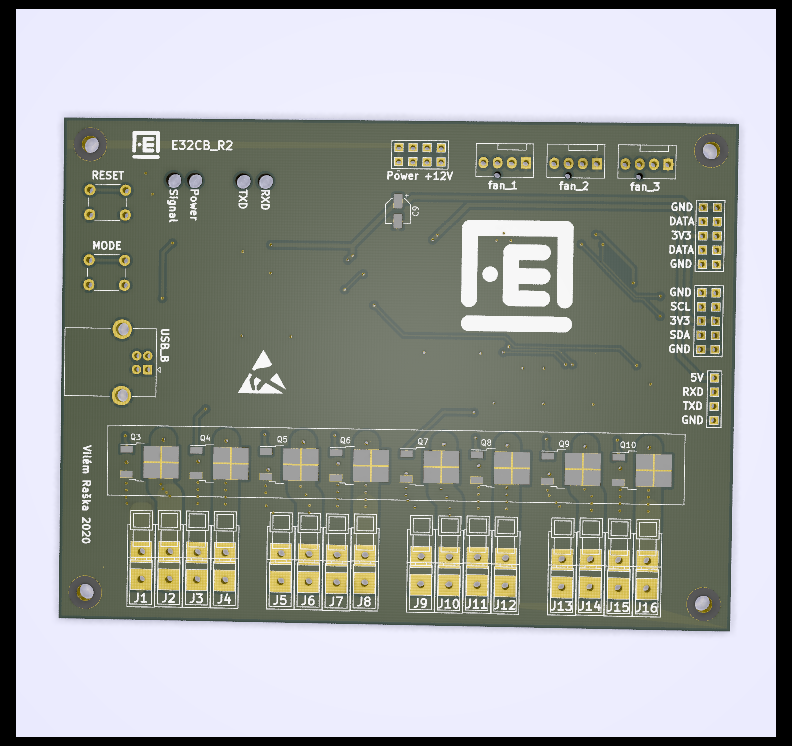 E32CB_R2
RESET
Signal
Power
TXD
RXD
Power +12V
fan_1
fan_2
fan_3
MODE
C9
E
GND
DATA
3V3
DATA
GND
GND
SCL
3V3
SDA
GND
USB_B
5V
RXD
TXD
GND
Q3
Q4
Q5
Q6
Q7
Q8
Q9
Q10
Vilém Raška 2020
J1
J2
J3
J4
J5
J6
J7
J8
J9
J10
J11
J12
J13
J14
J15
J16